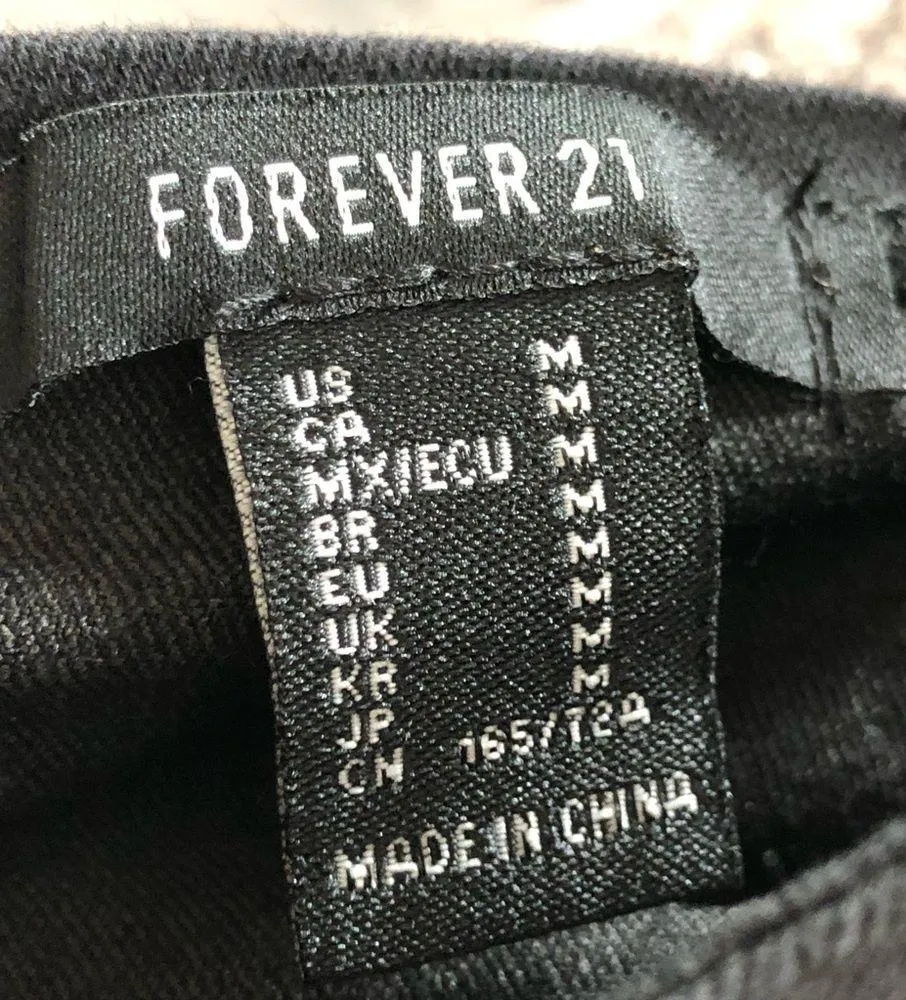 FOREVER 21
US M
CA M
MX/ECU M
BR M
EU M
UK M
KR M
JP M
CN 165/72A
MADE IN CHINA